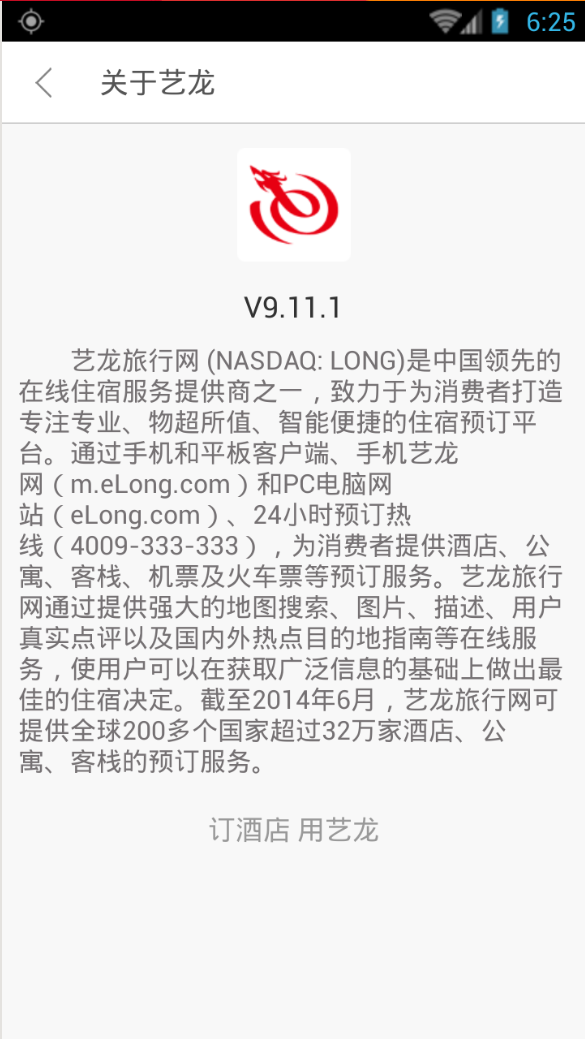 6:25
关于艺龙
V9.11.1
艺龙旅行网 (NASDAQ: LONG)是中国领先的
在线住宿服务提供商之一，致力于为消费者打造
专注专业、物超所值、智能便捷的住宿预订平
台。通过手机和平板客户端、手机艺龙
网（m.eLong.com）和PC电脑网
站（eLong.com）、24小时预订热
线（4009-333-333），为消费者提供酒店、公
寓、客栈、机票及火车票等预订服务。艺龙旅行
网通过提供强大的地图搜索、图片、描述、用户
真实点评以及国内外热点目的地指南等在线服
务，使用户可以在获取广泛信息的基础上做出最
佳的住宿决定。截至2014年6月，艺龙旅行网可
提供全球200多个国家超过32万家酒店、公
寓、客栈的预订服务。
订酒店 用艺龙